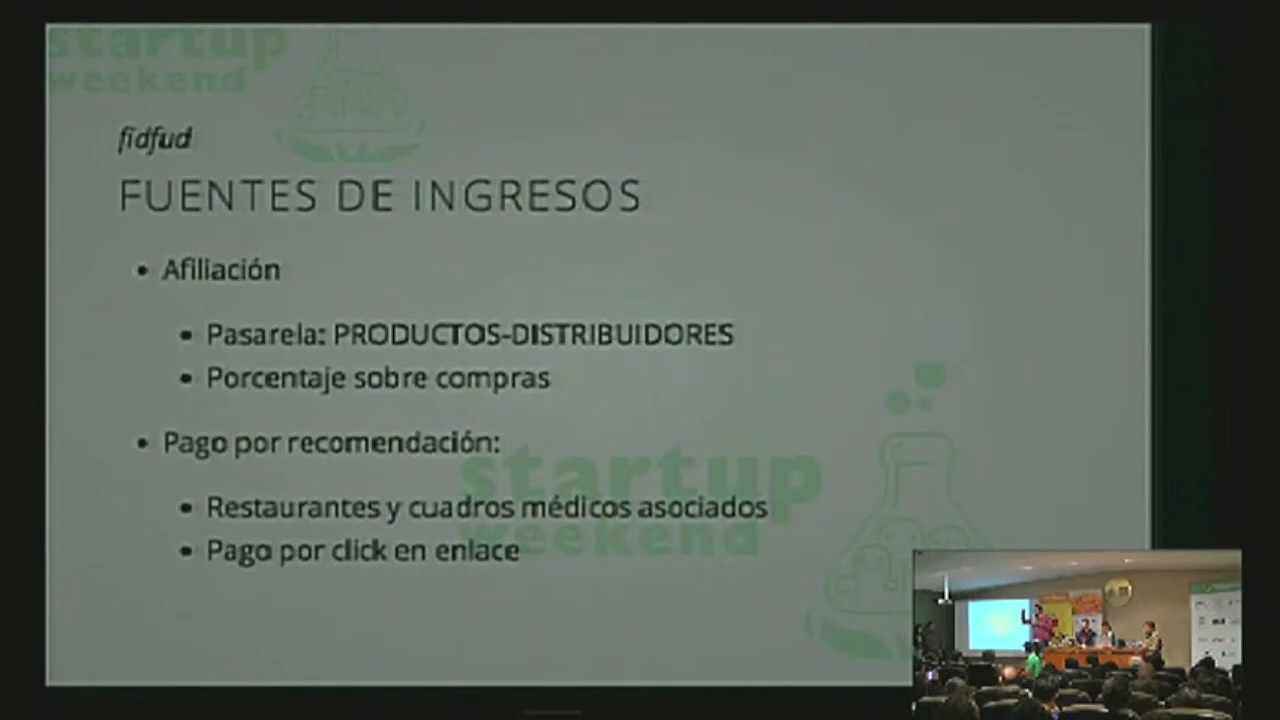 startup
weekend
fidfud
FUENTES DE INGRESOS
• Afiliación
• Pasarela: PRODUCTOS-DISTRIBUIDORES
• Porcentaje sobre compras
• Pago por recomendación:
startup
• Restaurantes y cuadros médicos asociados
weekend
• Pago por click en enlace